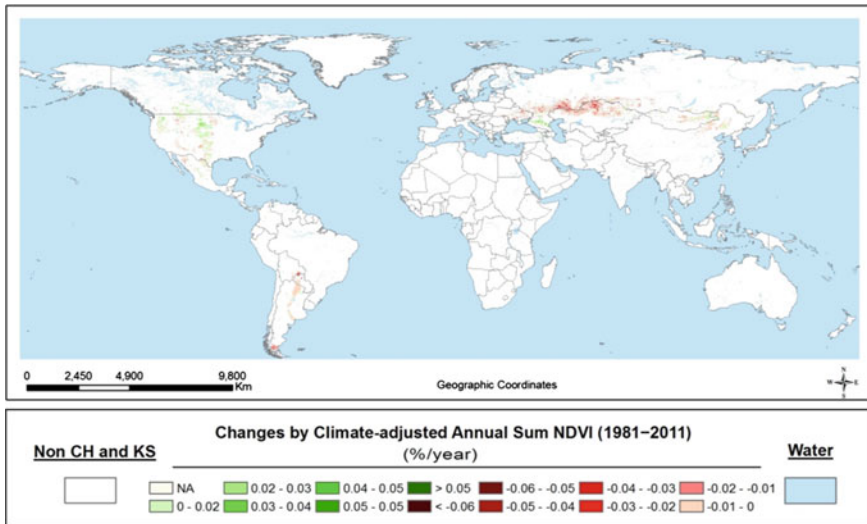 0 2,450 4,900 9,800
Km
Geographic Coordinates
N
W E
S
Changes by Climate-adjusted Annual Sum NDVI (1981–2011)
(%/year)
Non CH and KS
Water
NA 0.02 - 0.03 0.04 - 0.05 > 0.05 -0.06 - -0.05 -0.04 - -0.03 -0.02 - -0.01
0 - 0.02 0.03 - 0.04 0.05 - 0.05 < -0.06 -0.05 - -0.04 -0.03 - -0.02 -0.01 - 0